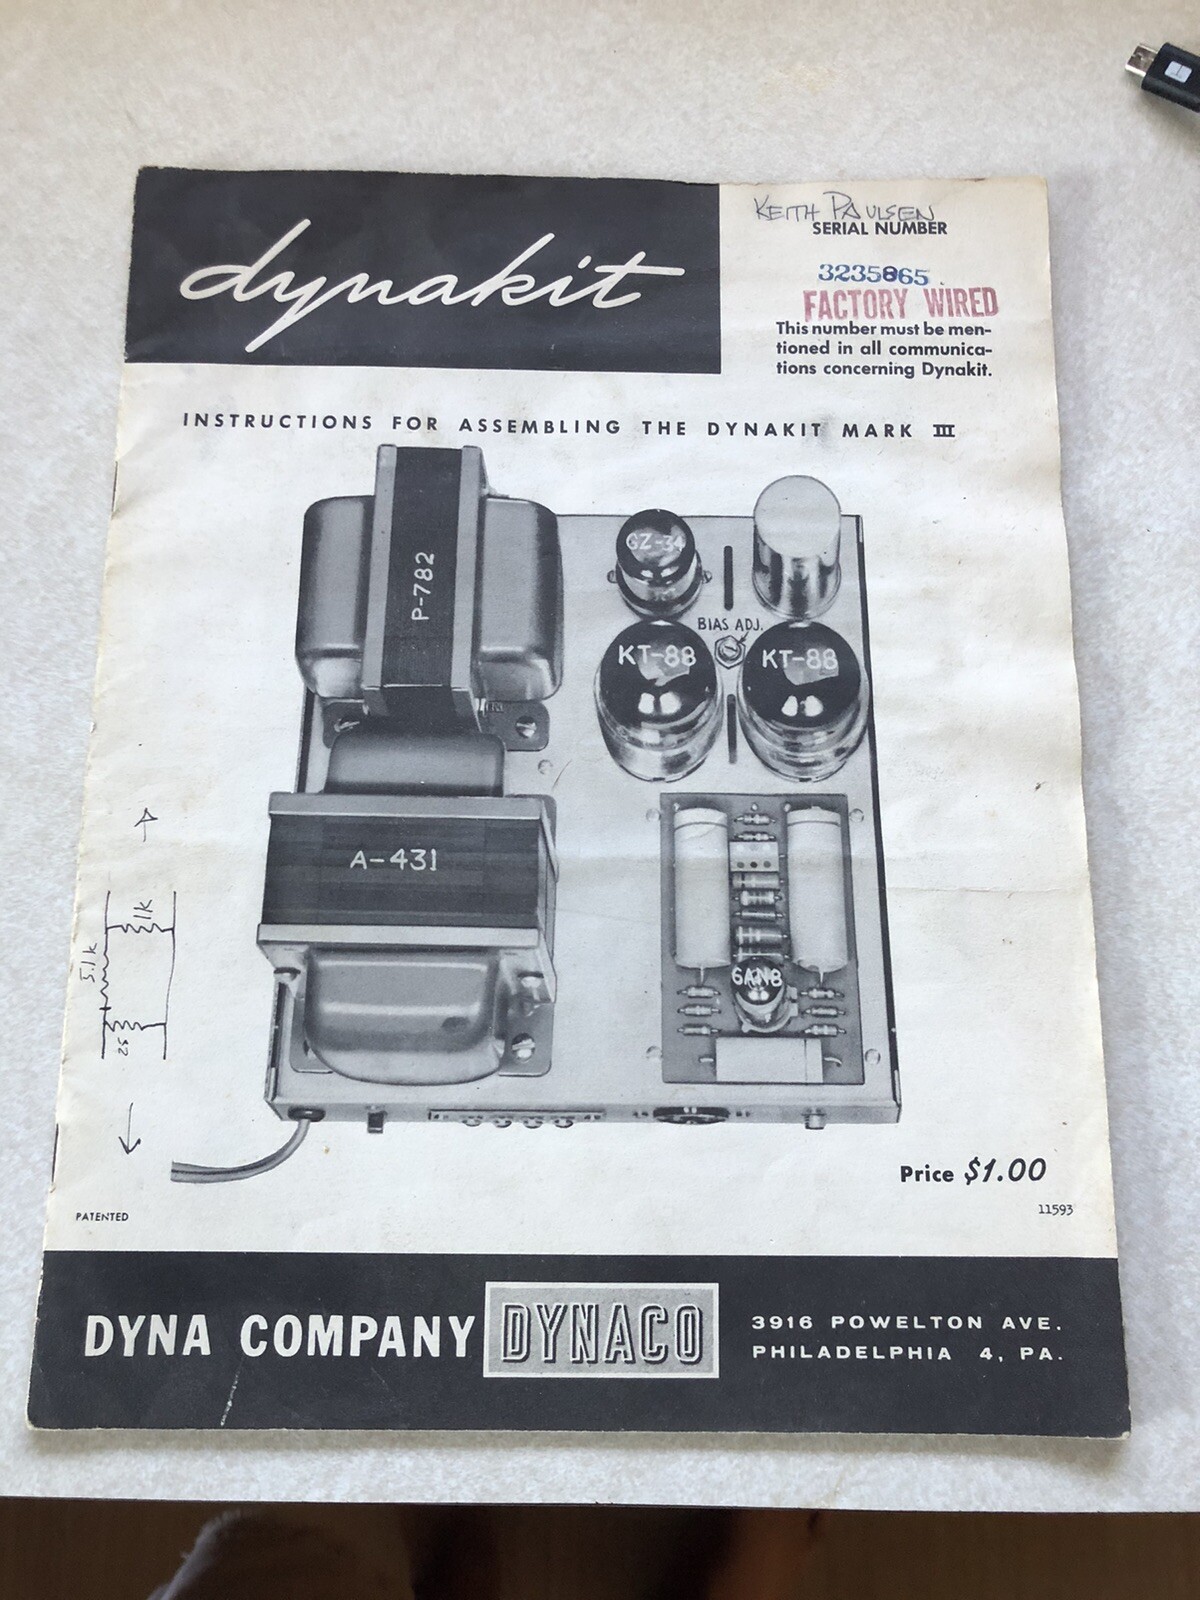 dynakit
KEITH PAULSEN
SERIAL NUMBER
3235865
FACTORY WIRED
This number must be men-
tioned in all communica-
tions concerning Dynakit.
INSTRUCTIONS FOR ASSEMBLING THE DYNAKIT MARK III
P-782
GZ-34
BIAS ADJ.
KT-88
KT-88
A-431
6AN8
1K
5.1K
Price $1.00
11593
PATENTED
DYNA COMPANY
DYNACO
3916 POWELTON AVE.
PHILADELPHIA 4, PA.